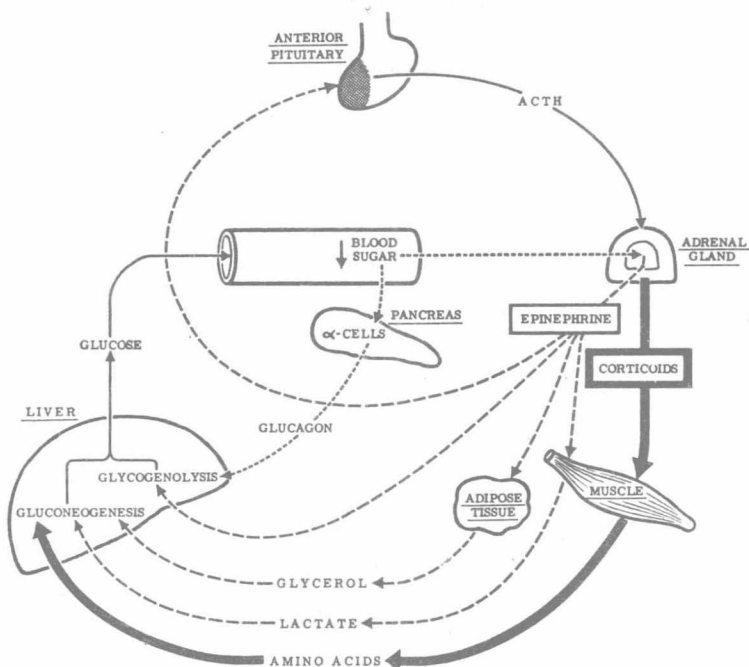 ANTERIOR
PITUITARY
ACTH
BLOOD
SUGAR
ADRENAL
GLAND
PANCREAS
α-CELLS
EPINEPHRINE
GLUCOSE
CORTICOIDS
LIVER
GLUCAGON
GLYCOGENOLYSIS
GLUCONEOGENESIS
ADIPOSE
TISSUE
MUSCLE
GLYCEROL
LACTATE
AMINO ACIDS